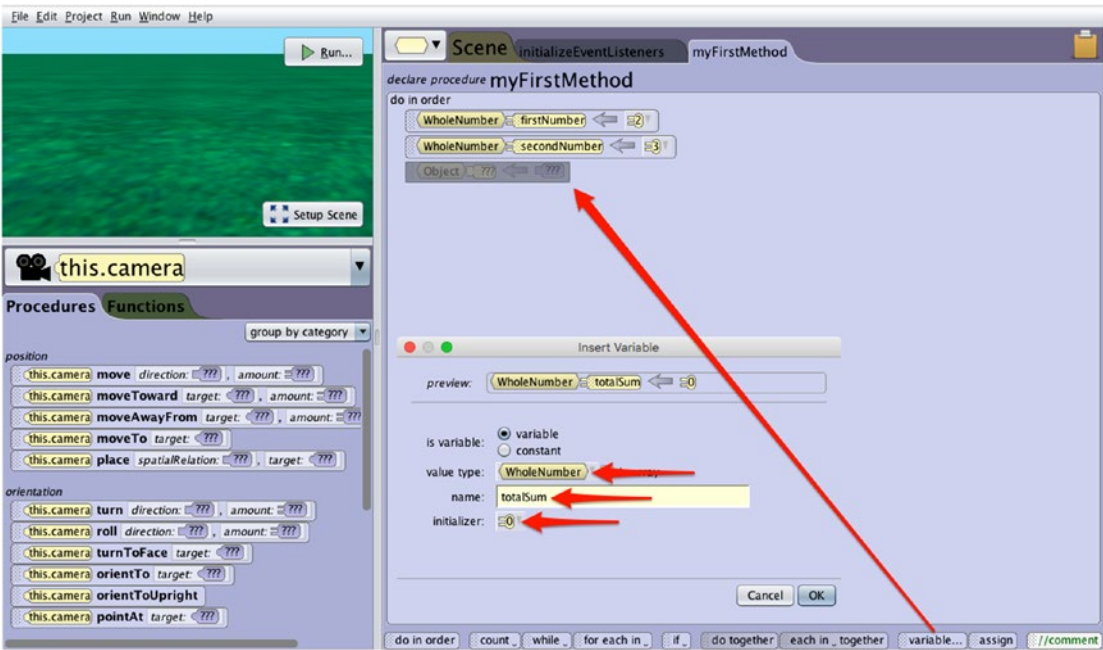 File Edit Project Run Window Help
Run...
Setup Scene
this.camera
Procedures Functions
group by category
position
this.camera move direction: ??? , amount: ???
this.camera moveToward target: ??? , amount: ???
this.camera moveAwayFrom target: ??? , amount: ???
this.camera moveTo target: ???
this.camera place spatialRelation: ??? , target: ???
orientation
this.camera turn direction: ??? , amount: ???
this.camera roll direction: ??? , amount: ???
this.camera turnToFace target: ???
this.camera orientTo target: ???
this.camera orientToUpright
this.camera pointAt target: ???
Scene initializeEventListeners myFirstMethod
declare procedure myFirstMethod
do in order
WholeNumber firstNumber 2
WholeNumber secondNumber 3
Object ??? ???
Insert Variable
preview: WholeNumber totalSum 0
is variable: variable
constant
value type: WholeNumber
name: totalSum
initializer: 0
Cancel OK
do in order count _ while _ for each in _ if _ do together each in _ together variable... assign //comment